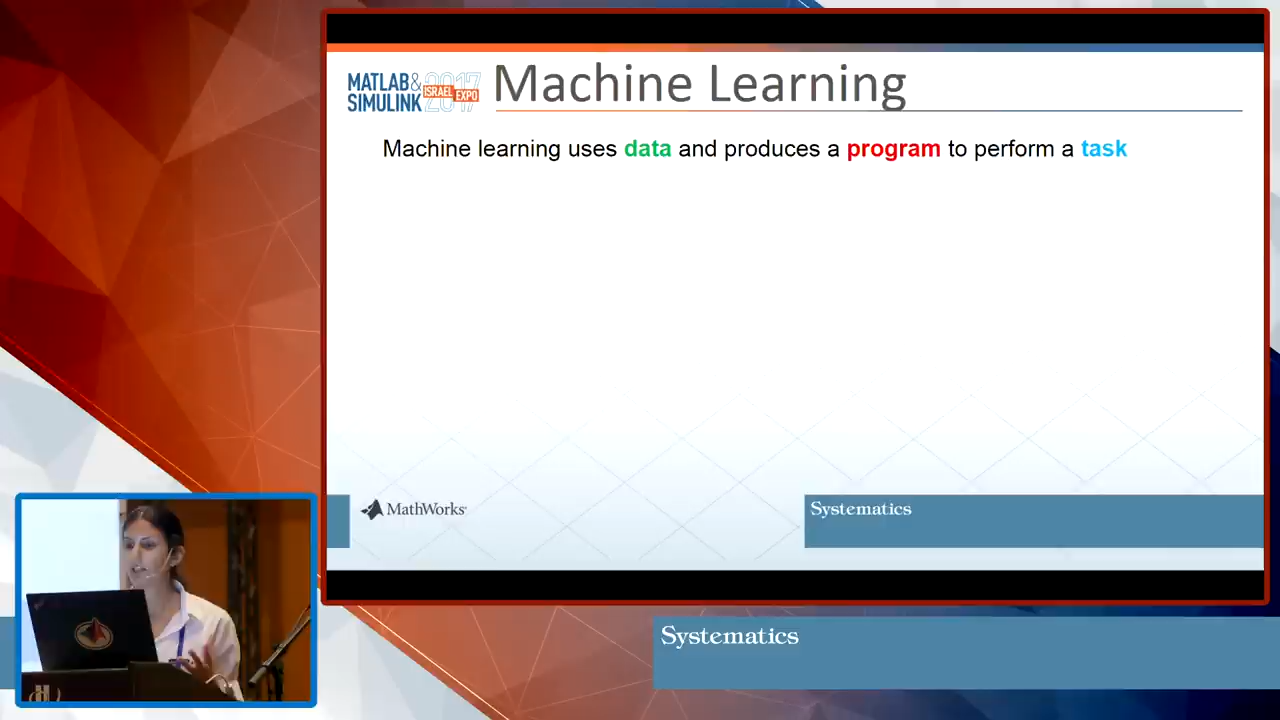 MATLAB&
SIMULINK
2017
ISRAEL
EXPO
Machine Learning
Machine learning uses data and produces a program to perform a task
MathWorks
Systematics
Systematics